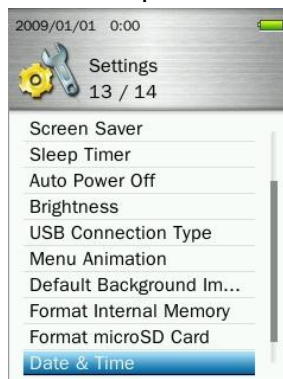 2009/01/01 0:00
Settings
13 / 14
Screen Saver
Sleep Timer
Auto Power Off
Brightness
USB Connection Type
Menu Animation
Default Background Im...
Format Internal Memory
Format microSD Card
Date & Time